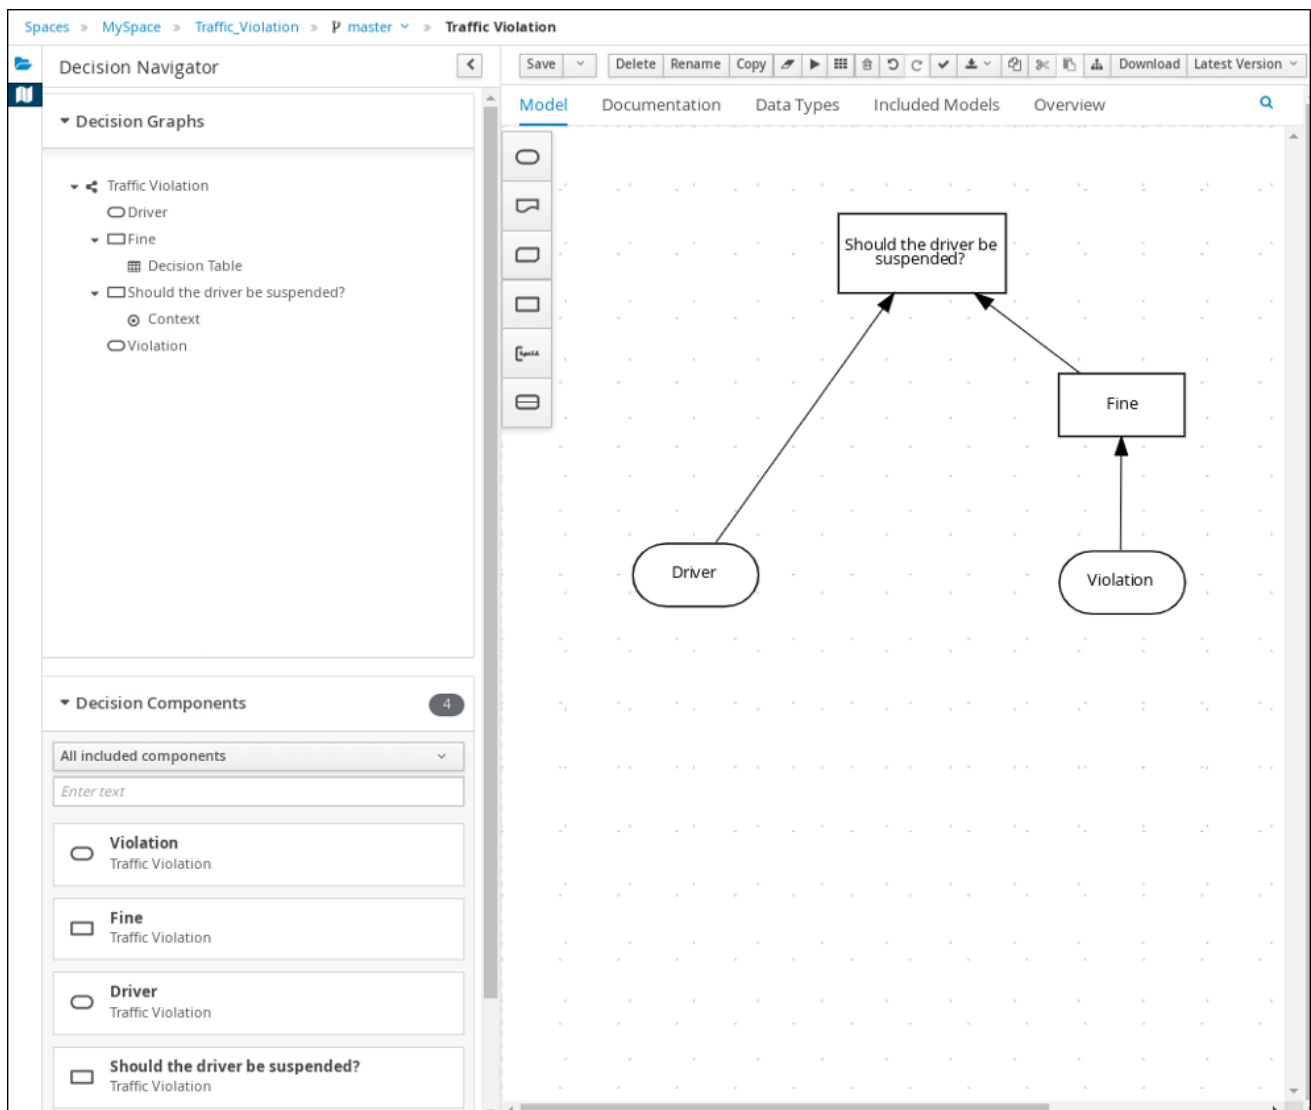 Spaces » MySpace » Traffic_Violation » master » Traffic Violation
Decision Navigator
Save Delete Rename Copy Download Latest Version
Model Documentation Data Types Included Models Overview
Decision Graphs
Traffic Violation
Driver
Fine
Decision Table
Should the driver be suspended?
Context
Violation
Should the driver be
suspended?
Fine
Driver
Violation
Decision Components 4
All included components
Enter text
Violation
Traffic Violation
Fine
Traffic Violation
Driver
Traffic Violation
Should the driver be suspended?
Traffic Violation